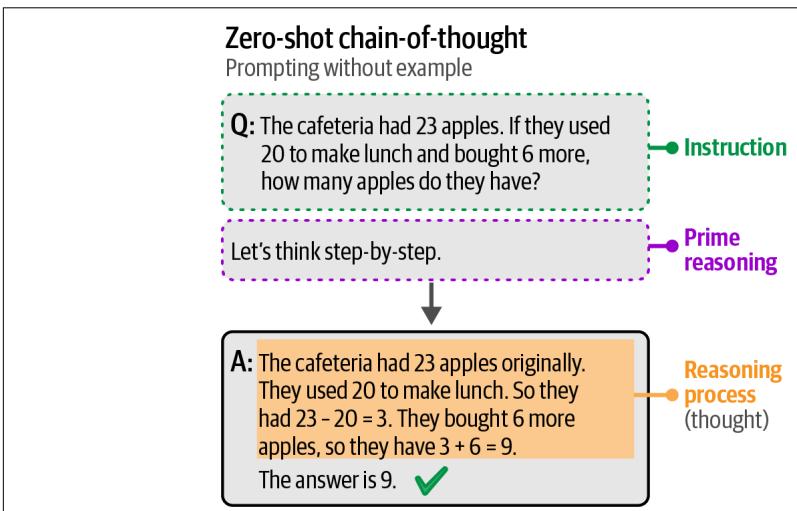 Zero-shot chain-of-thought
Prompting without example
Q: The cafeteria had 23 apples. If they used
20 to make lunch and bought 6 more,
how many apples do they have?
Instruction
Let's think step-by-step.
Prime
reasoning
A: The cafeteria had 23 apples originally.
They used 20 to make lunch. So they
had 23 – 20 = 3. They bought 6 more
apples, so they have 3 + 6 = 9.
The answer is 9.
Reasoning
process
(thought)